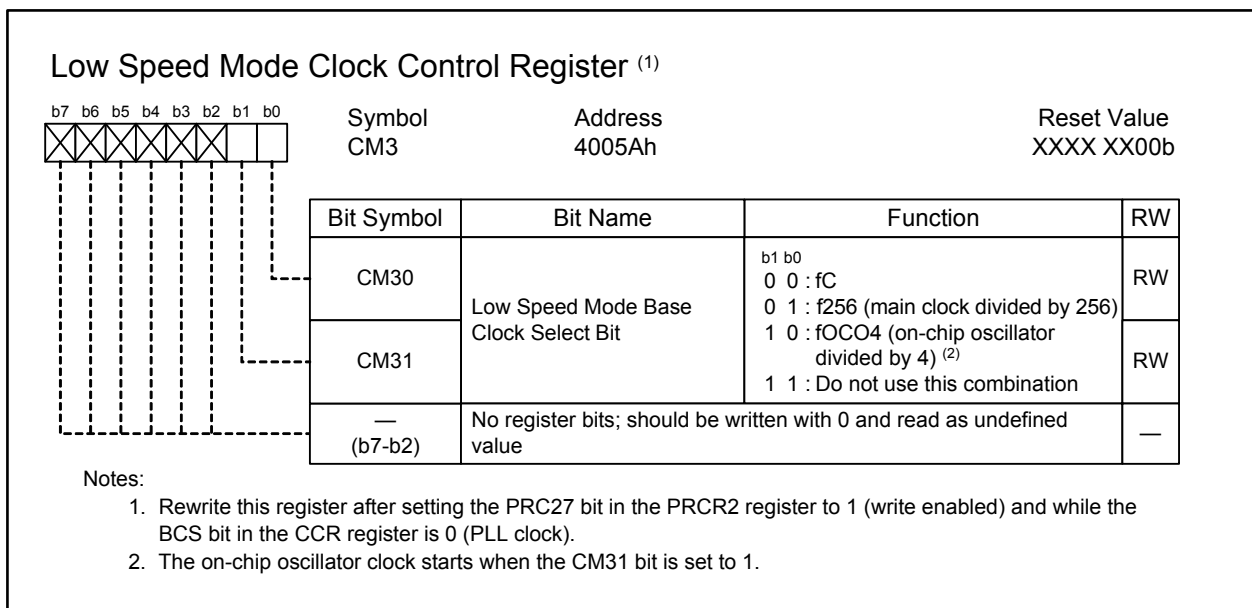 Low Speed Mode Clock Control Register (1)
b7 b6 b5 b4 b3 b2 b1 b0
Symbol Address Reset Value
CM3 4005Ah XXXX XX00b
Bit Symbol Bit Name Function RW
CM30
CM31
Low Speed Mode Base
Clock Select Bit
b1 b0
0 0 : fC
0 1 : f256 (main clock divided by 256)
1 0 : fOCO4 (on-chip oscillator
divided by 4) (2)
1 1 : Do not use this combination
RW
RW
—
(b7-b2)
No register bits; should be written with 0 and read as undefined
value
—
Notes:
1. Rewrite this register after setting the PRC27 bit in the PRCR2 register to 1 (write enabled) and while the
BCS bit in the CCR register is 0 (PLL clock).
2. The on-chip oscillator clock starts when the CM31 bit is set to 1.